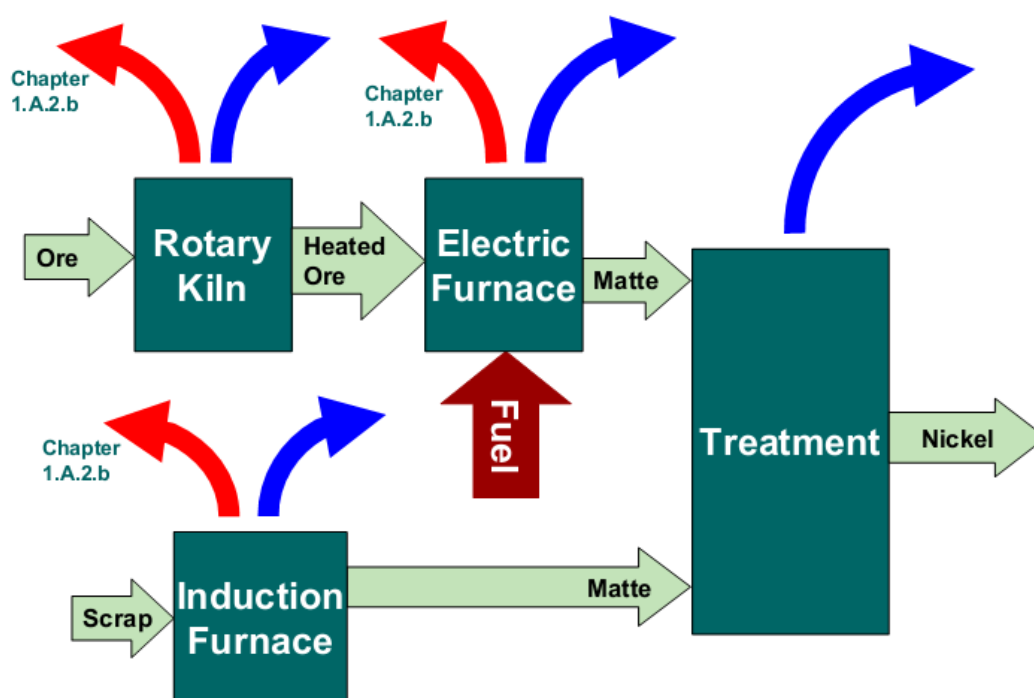 Chapter
1.A.2.b
Chapter
1.A.2.b
Ore
Rotary
Kiln
Heated
Ore
Electric
Furnace
Matte
Fuel
Treatment
Nickel
Chapter
1.A.2.b
Scrap
Induction
Furnace
Matte